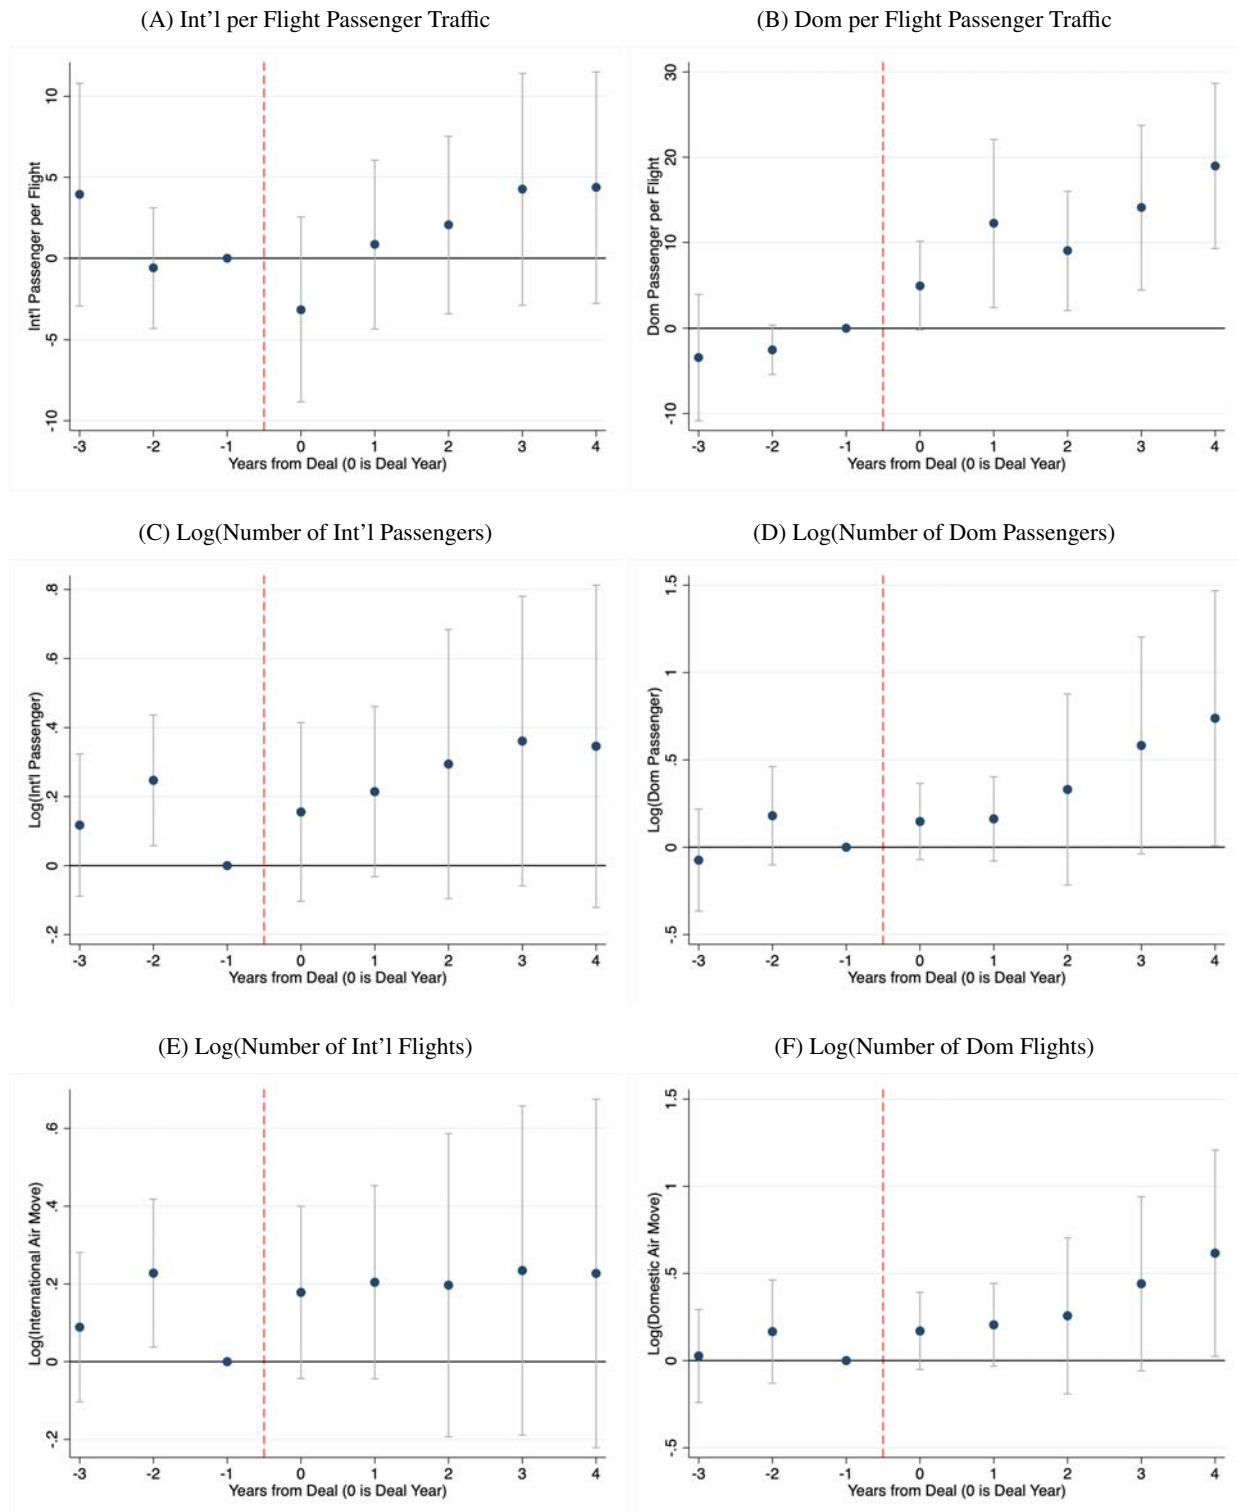 (A) Int’l per Flight Passenger Traffic
Int'l Passenger per Flight
10
5
0
-5
-10
-3 -2 -1 0 1 2 3 4
Years from Deal (0 is Deal Year)
(B) Dom per Flight Passenger Traffic
Dom Passenger per Flight
30
20
10
0
-10
-3 -2 -1 0 1 2 3 4
Years from Deal (0 is Deal Year)
(C) Log(Number of Int’l Passengers)
Log(Int'l Passenger)
.8
.6
.4
.2
0
-.2
-3 -2 -1 0 1 2 3 4
Years from Deal (0 is Deal Year)
(D) Log(Number of Dom Passengers)
Log(Dom Passenger)
1.5
1
.5
0
-.5
-3 -2 -1 0 1 2 3 4
Years from Deal (0 is Deal Year)
(E) Log(Number of Int’l Flights)
Log(International Air Move)
.6
.4
.2
0
-.2
-3 -2 -1 0 1 2 3 4
Years from Deal (0 is Deal Year)
(F) Log(Number of Dom Flights)
Log(Domestic Air Move)
1.5
1
.5
0
-.5
-3 -2 -1 0 1 2 3 4
Years from Deal (0 is Deal Year)